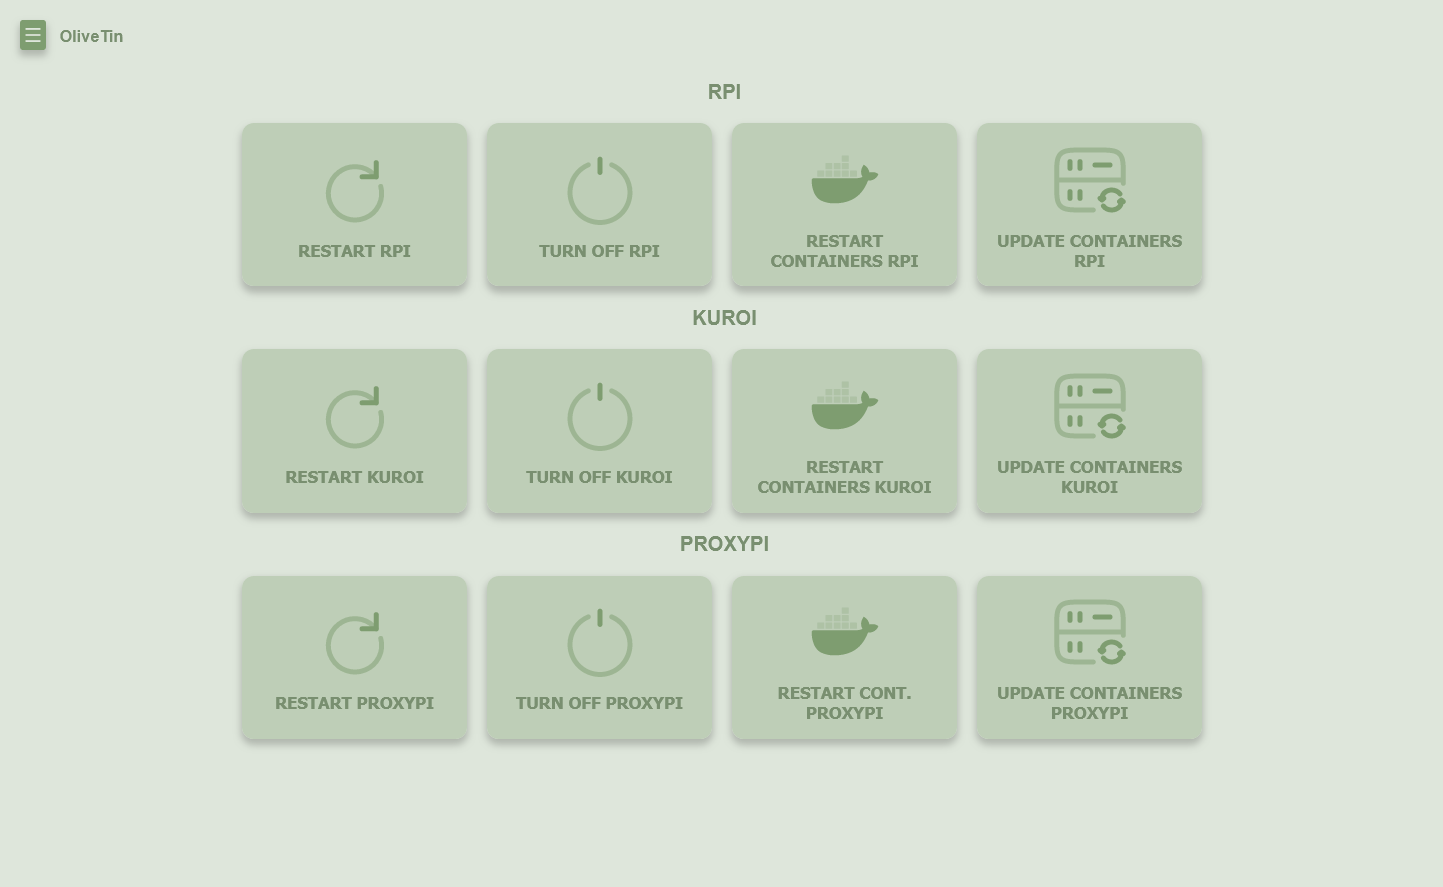 OliveTin
RPI
RESTART RPI
TURN OFF RPI
RESTART
CONTAINERS RPI
UPDATE CONTAINERS
RPI
KUROI
RESTART KUROI
TURN OFF KUROI
RESTART
CONTAINERS KUROI
UPDATE CONTAINERS
KUROI
PROXYPI
RESTART PROXYPI
TURN OFF PROXYPI
RESTART CONT.
PROXYPI
UPDATE CONTAINERS
PROXYPI